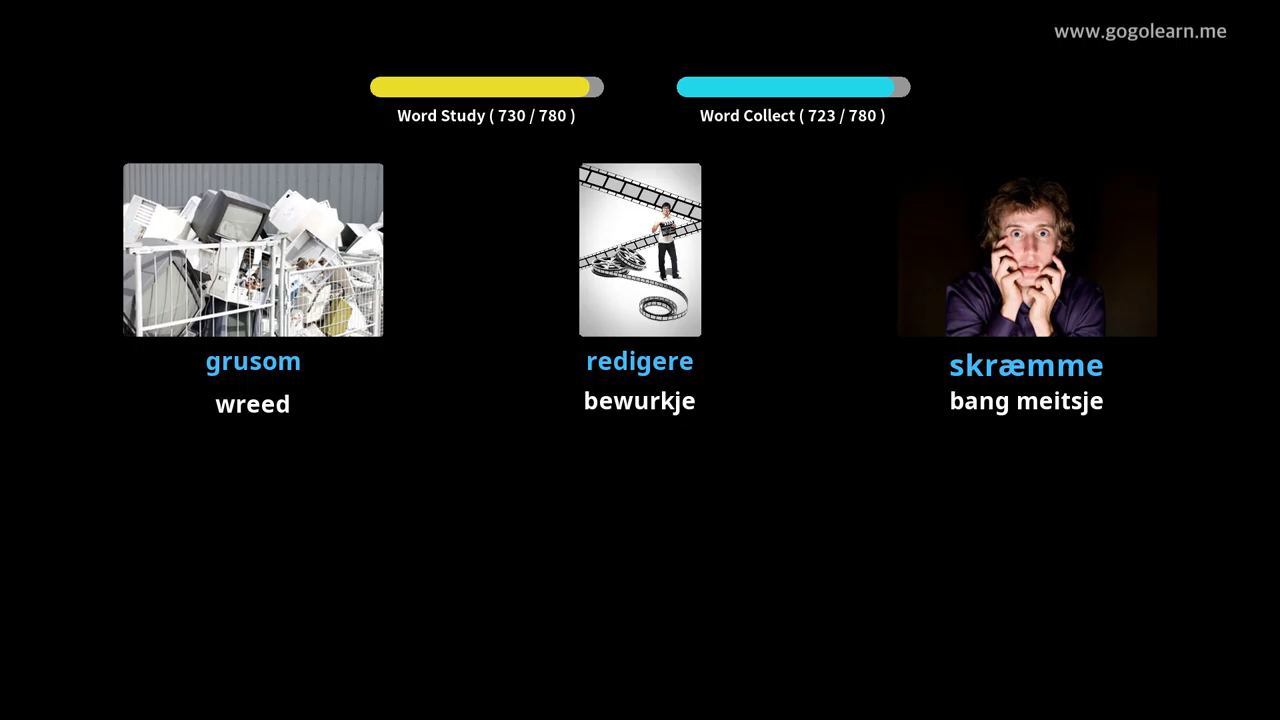 www.gogolearn.me
Word Study ( 730 / 780 )
Word Collect ( 723 / 780 )
grusom
wreed
redigere
bewurkje
skræmme
bang meitsje